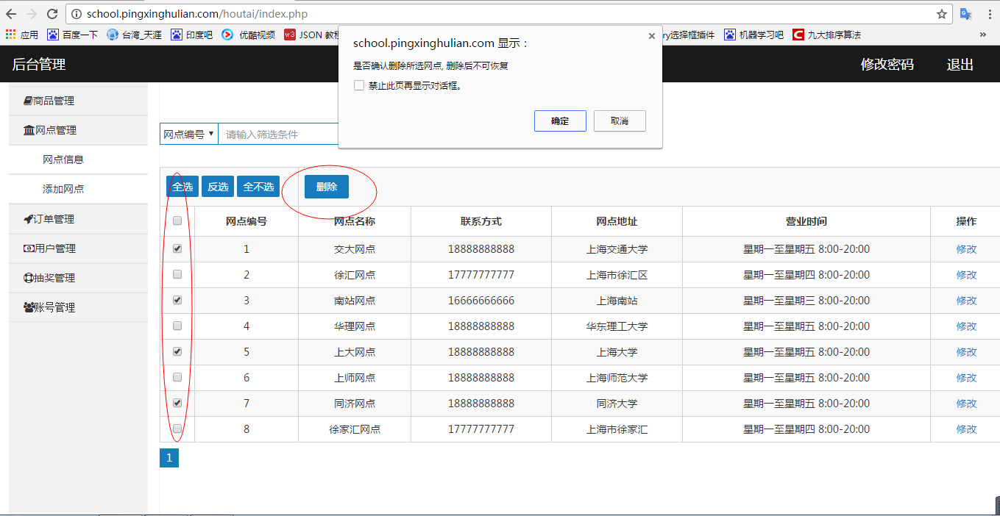 school.pingxinghulian.com/houtai/index.php
应用 百度一下 台湾_天涯 印度吧 优酷视频 w3 JSON 教程 ry选择框插件 机器学习吧 C 九大排序算法 »
school.pingxinghulian.com 显示：
是否确认删除所选网点, 删除后不可恢复
禁止此页再显示对话框。
确定 取消
后台管理 修改密码 退出
商品管理
网点管理
网点信息
添加网点
订单管理
用户管理
抽奖管理
账号管理
网点编号 请输入筛选条件
全选 反选 全不选 删除
网点编号 网点名称 联系方式 网点地址 营业时间 操作
1 交大网点 18888888888 上海交通大学 星期一至星期五 8:00-20:00 修改
2 徐汇网点 17777777777 上海市徐汇区 星期一至星期四 8:00-20:00 修改
3 南站网点 16666666666 上海南站 星期一至星期三 8:00-20:00 修改
4 华理网点 18888888888 华东理工大学 星期一至星期五 8:00-20:00 修改
5 上大网点 18888888888 上海大学 星期一至星期五 8:00-20:00 修改
6 上师网点 18888888888 上海师范大学 星期一至星期五 8:00-20:00 修改
7 同济网点 18888888888 同济大学 星期一至星期五 8:00-20:00 修改
8 徐家汇网点 17777777777 上海市徐家汇 星期一至星期四 8:00-20:00 修改
1